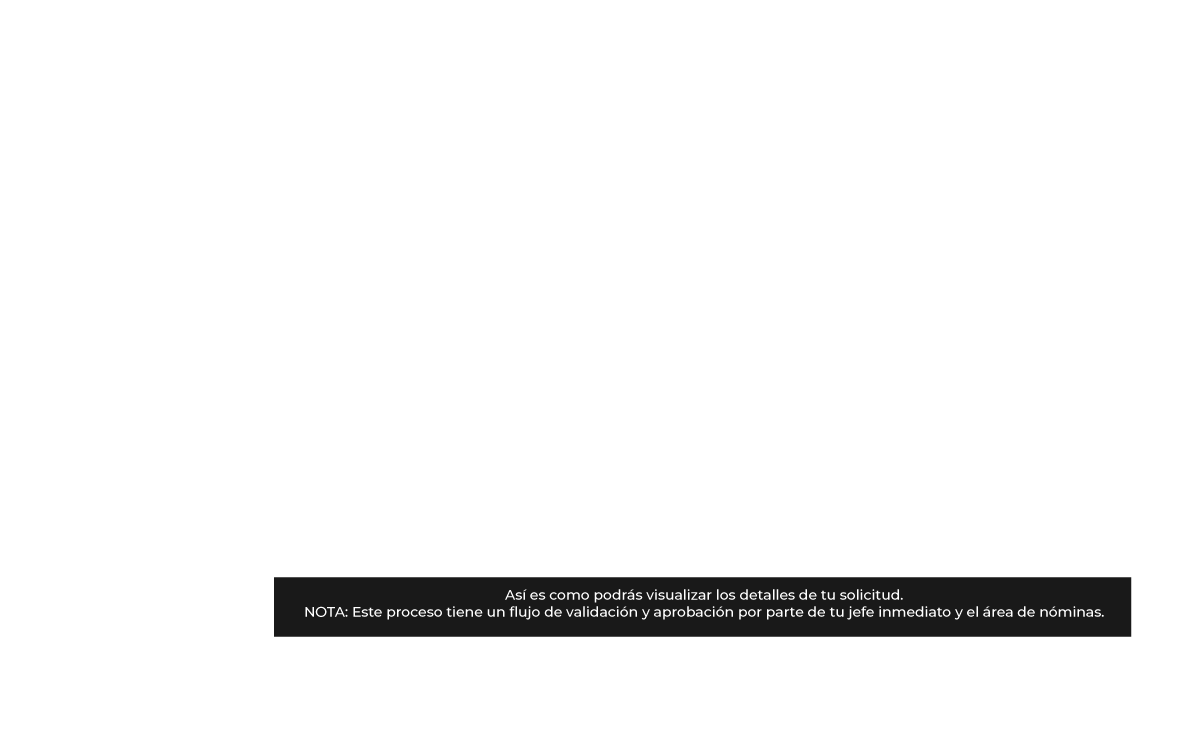 Así es como podrás visualizar los detalles de tu solicitud.
NOTA: Este proceso tiene un flujo de validación y aprobación por parte de tu jefe inmediato y el área de nóminas.